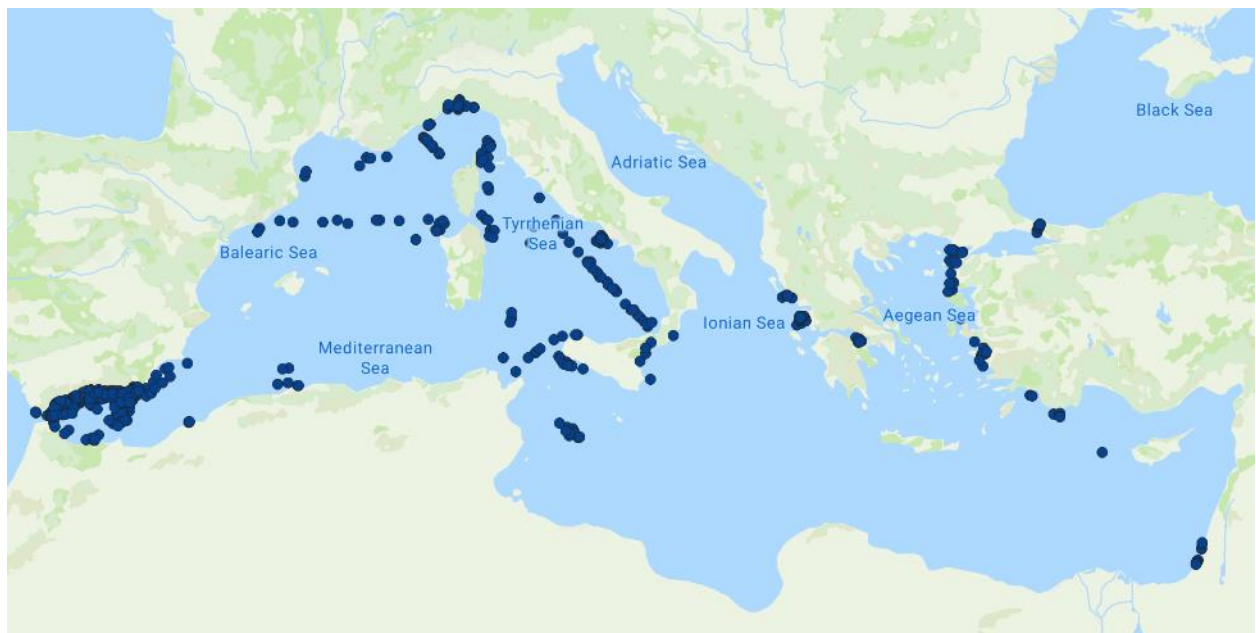 Black Sea
Adriatic Sea
Tyrrhenian
Sea
Balearic Sea
Ionian Sea
Aegean Sea
Mediterranean
Sea